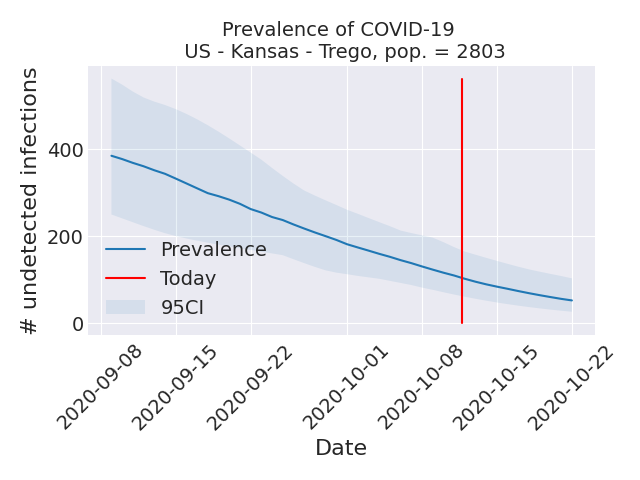 Prevalence of COVID-19
US - Kansas - Trego, pop. = 2803
# undetected infections
400
200
0
Prevalence
Today
95CI
2020-09-08
2020-09-15
2020-09-22
2020-10-01
2020-10-08
2020-10-15
2020-10-22
Date